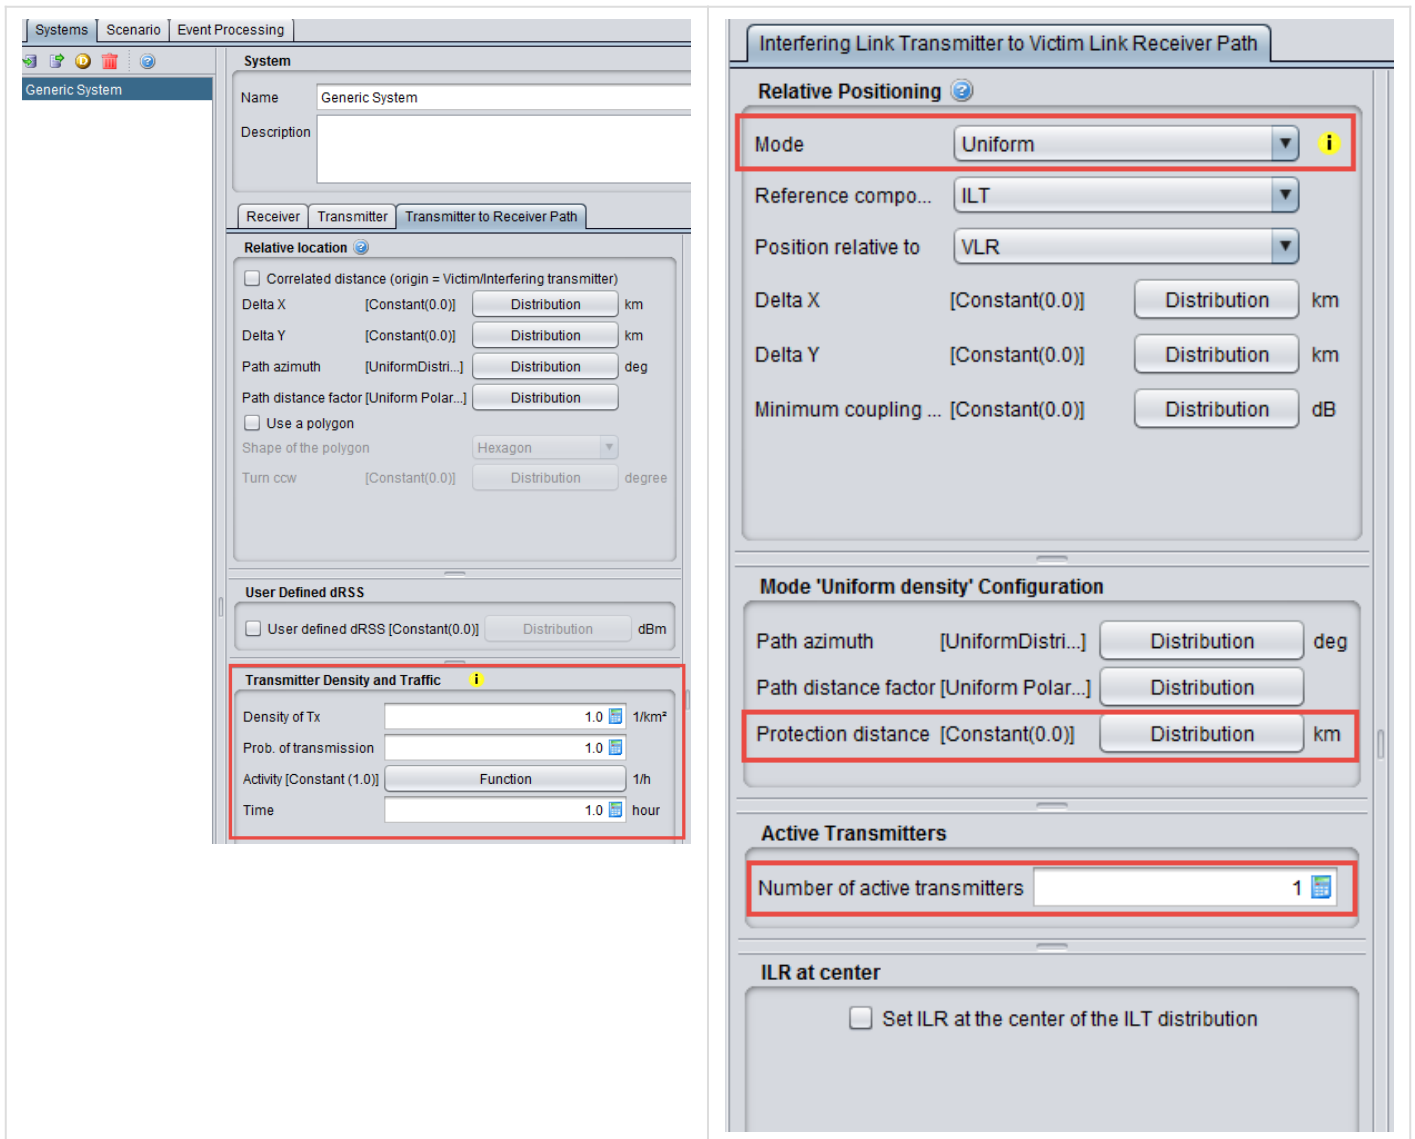 Systems Scenario Event Processing
Generic System
System
Name Generic System
Description
Receiver Transmitter Transmitter to Receiver Path
Relative location
Correlated distance (origin = Victim/Interfering transmitter)
Delta X [Constant(0.0)] Distribution km
Delta Y [Constant(0.0)] Distribution km
Path azimuth [UniformDistri...] Distribution deg
Path distance factor [Uniform Polar...] Distribution
Use a polygon
Shape of the polygon Hexagon
Turn ccw [Constant(0.0)] Distribution degree
User Defined dRSS
User defined dRSS [Constant(0.0)] Distribution dBm
Transmitter Density and Traffic i
Density of Tx 1.0 1/km²
Prob. of transmission 1.0
Activity [Constant (1.0)] Function 1/h
Time 1.0 hour
Interfering Link Transmitter to Victim Link Receiver Path
Relative Positioning
Mode Uniform i
Reference compo... ILT
Position relative to VLR
Delta X [Constant(0.0)] Distribution km
Delta Y [Constant(0.0)] Distribution km
Minimum coupling ... [Constant(0.0)] Distribution dB
Mode 'Uniform density' Configuration
Path azimuth [UniformDistri...] Distribution deg
Path distance factor [Uniform Polar...] Distribution
Protection distance [Constant(0.0)] Distribution km
Active Transmitters
Number of active transmitters 1
ILR at center
Set ILR at the center of the ILT distribution